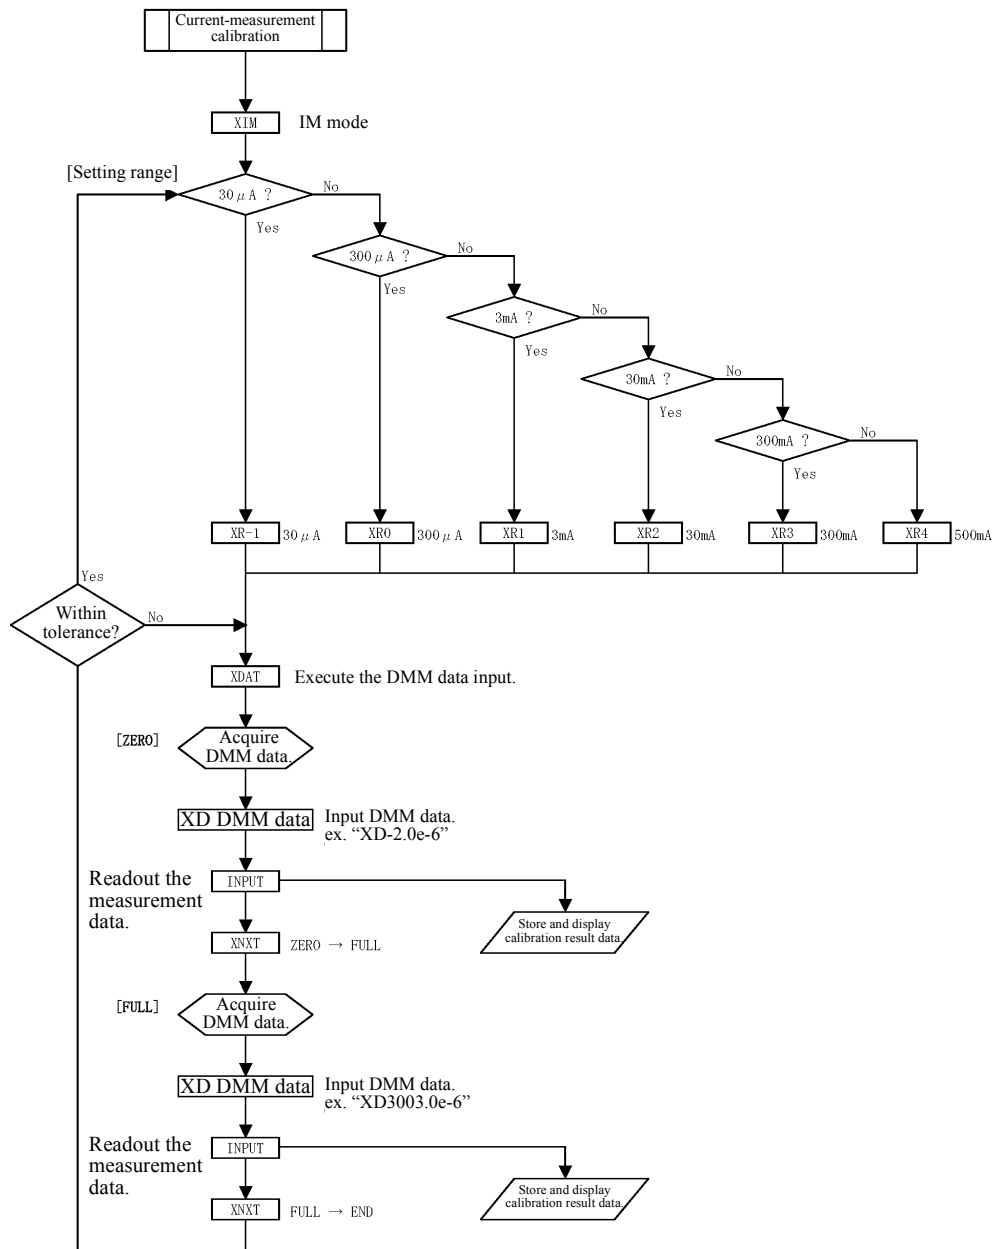 Current-measurement
calibration
XIM
IM mode
[Setting range]
30μA ?
No
Yes
300μA ?
No
Yes
3mA ?
No
Yes
30mA ?
No
Yes
300mA ?
No
Yes
XR-1
30μA
XR0
300μA
XR1
3mA
XR2
30mA
XR3
300mA
XR4
500mA
Yes
Within
tolerance?
No
XDAT
Execute the DMM data input.
[ZERO]
Acquire
DMM data.
XD DMM data
Input DMM data.
ex. “XD-2.0e-6”
Readout the
measurement
data.
INPUT
Store and display
calibration result data.
XNXT
ZERO → FULL
[FULL]
Acquire
DMM data.
XD DMM data
Input DMM data.
ex. “XD3003.0e-6”
Readout the
measurement
data.
INPUT
Store and display
calibration result data.
XNXT
FULL → END